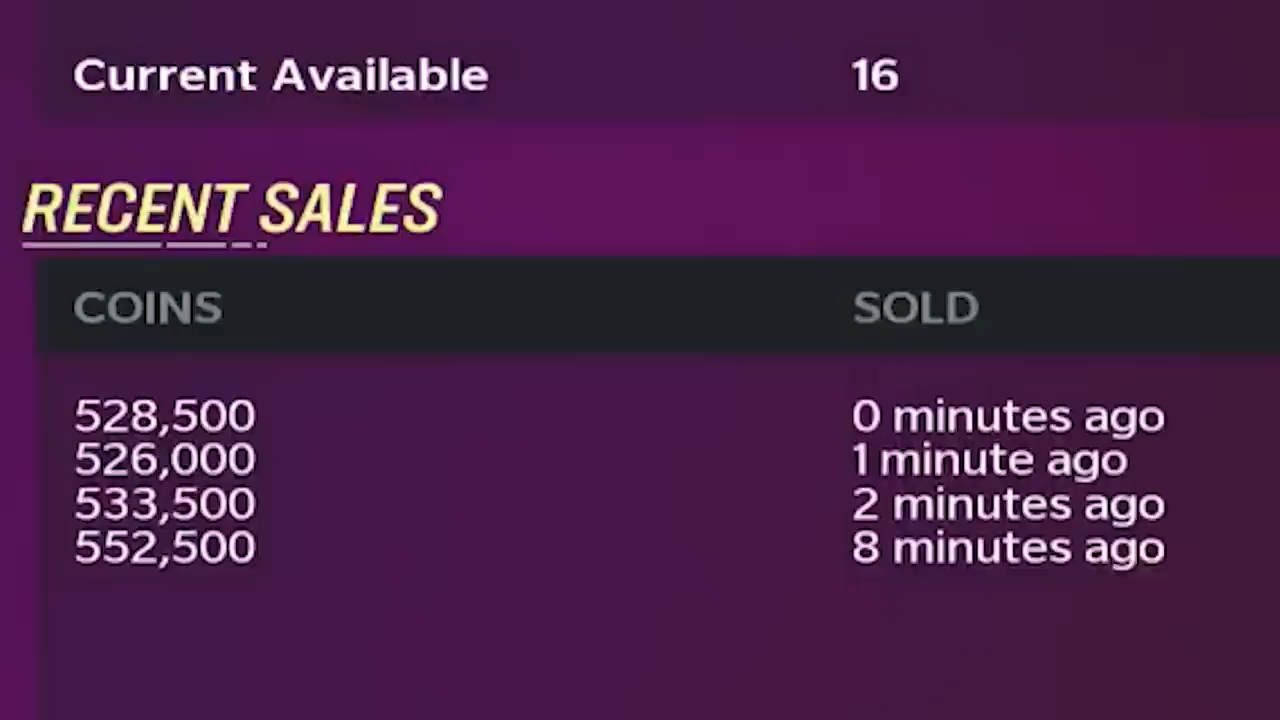 Current Available 16
RECENT SALES
COINS SOLD
528,500 0 minutes ago
526,000 1 minute ago
533,500 2 minutes ago
552,500 8 minutes ago